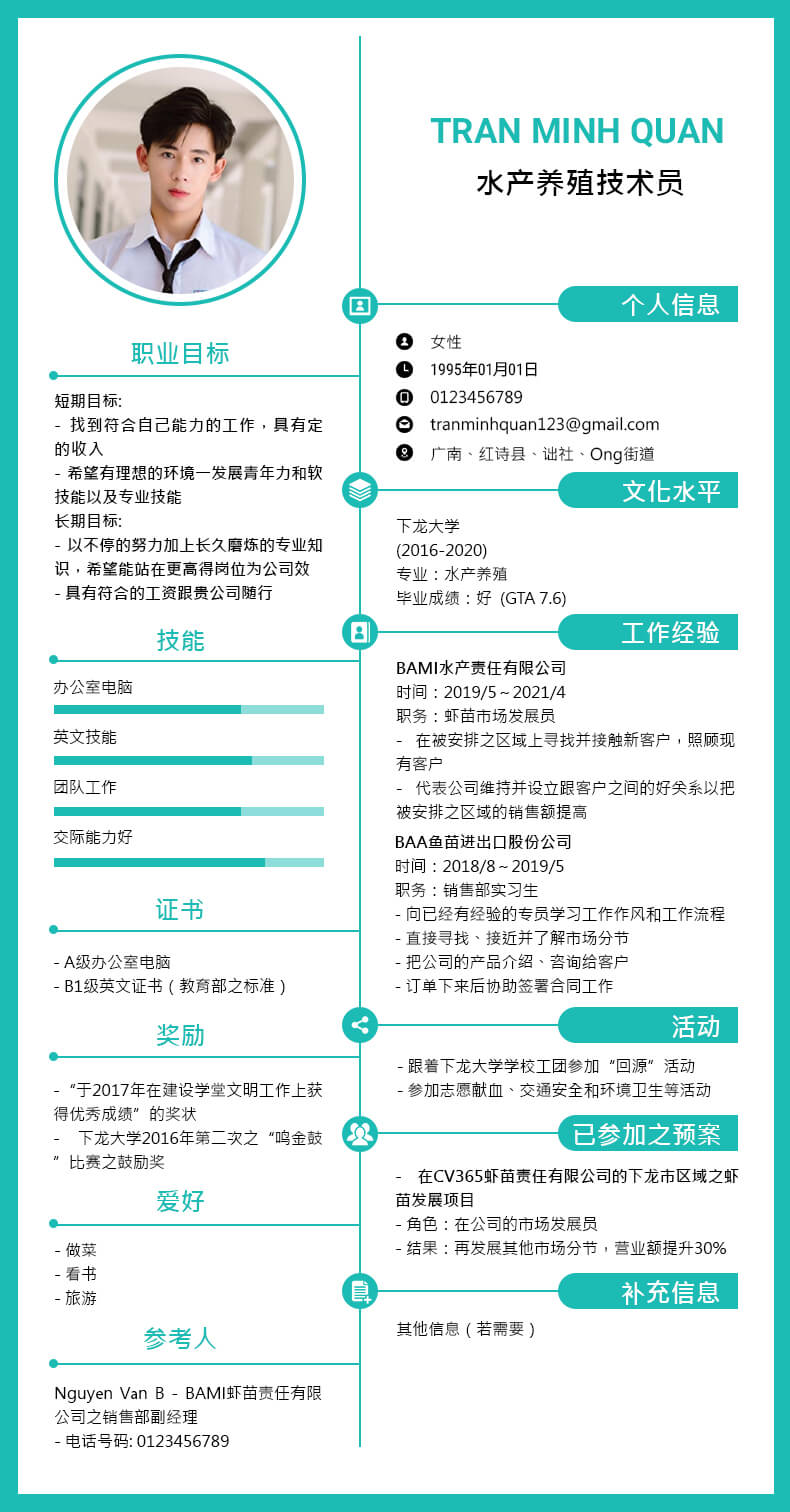 TRAN MINH QUAN
水产养殖技术员
职业目标
短期目标:
- 找到符合自己能力的工作，具有定
的收入
- 希望有理想的环境一发展青年力和软
技能以及专业技能
长期目标:
- 以不停的努力加上长久磨炼的专业知
识，希望能站在更高得岗位为公司效
- 具有符合的工资跟贵公司随行
技能
办公室电脑
英文技能
团队工作
交际能力好
证书
- A级办公室电脑
- B1级英文证书（教育部之标准）
奖励
-“于2017年在建设学堂文明工作上获
得优秀成绩”的奖状
- 下龙大学2016年第二次之“鸣金鼓
”比赛之鼓励奖
爱好
- 做菜
- 看书
- 旅游
参考人
Nguyen Van B - BAMI虾苗责任有限
公司之销售部副经理
- 电话号码: 0123456789
个人信息
女性
1995年01月01日
0123456789
tranminhquan123@gmail.com
广南、红诗县、诎社、Ong街道
文化水平
下龙大学
(2016-2020)
专业：水产养殖
毕业成绩：好 (GTA 7.6)
工作经验
BAMI水产责任有限公司
时间：2019/5～2021/4
职务：虾苗市场发展员
- 在被安排之区域上寻找并接触新客户，照顾现
有客户
- 代表公司维持并设立跟客户之间的好关系以把
被安排之区域的销售额提高
BAA鱼苗进出口股份公司
时间：2018/8～2019/5
职务：销售部实习生
- 向已经有经验的专员学习工作作风和工作流程
- 直接寻找、接近并了解市场分节
- 把公司的产品介绍、咨询给客户
- 订单下来后协助签署合同工作
活动
- 跟着下龙大学学校工团参加“回源”活动
- 参加志愿献血、交通安全和环境卫生等活动
已参加之预案
- 在CV365虾苗责任有限公司的下龙市区域之虾
苗发展项目
- 角色：在公司的市场发展员
- 结果：再发展其他市场分节，营业额提升30%
补充信息
其他信息（若需要）